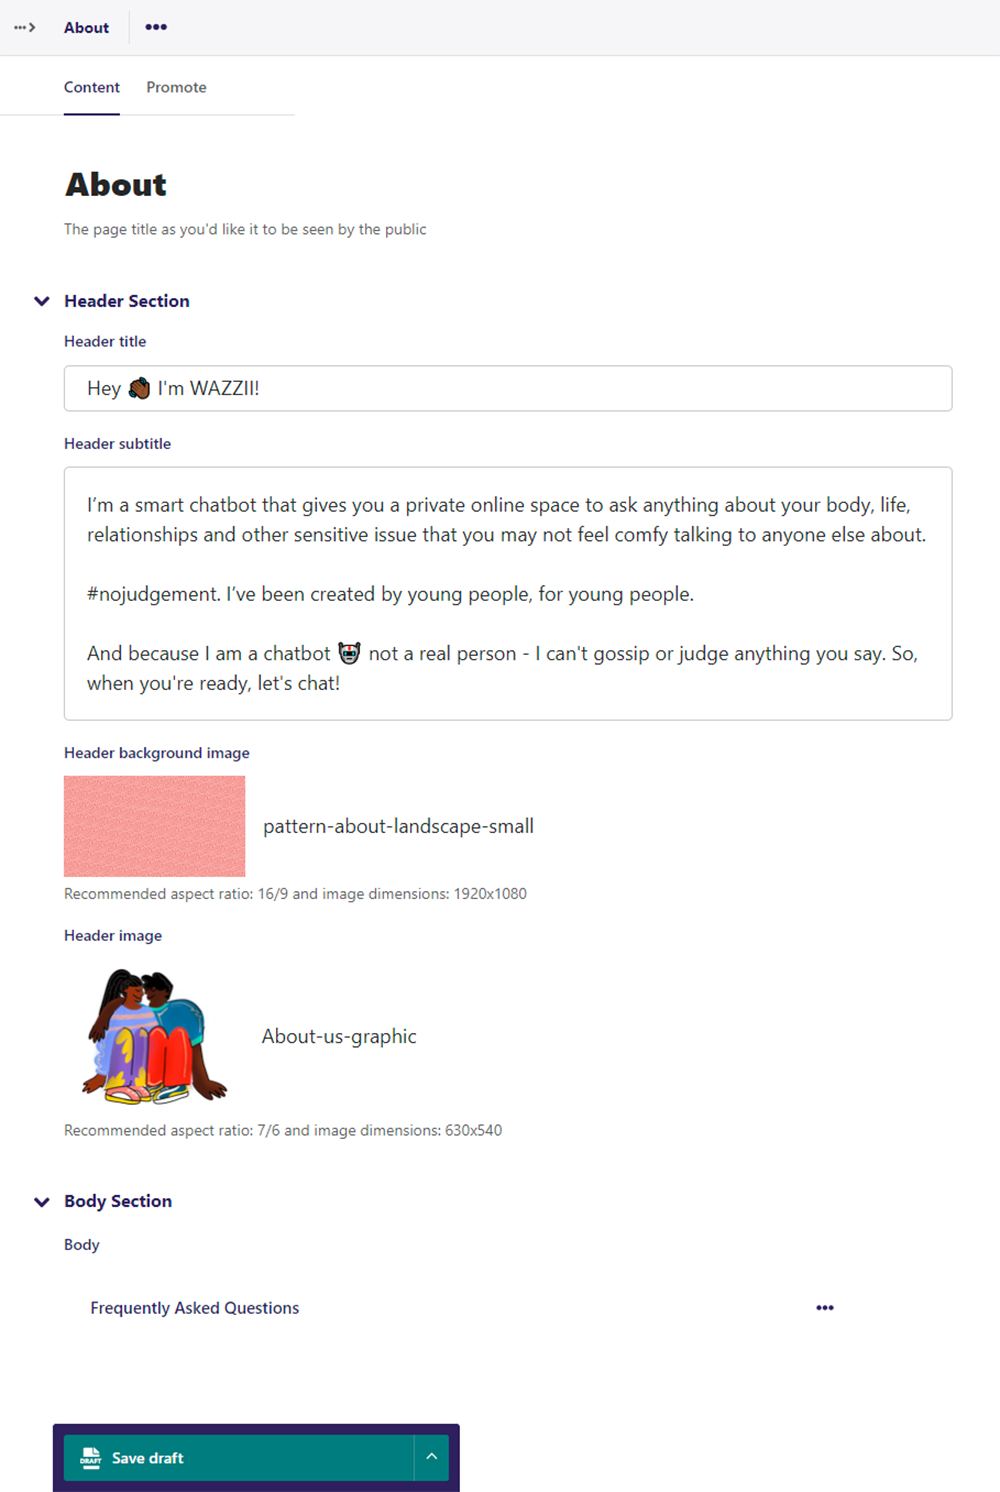 About
Content Promote
About
The page title as you'd like it to be seen by the public
Header Section
Header title
Hey 👋🏾 I'm WAZZII!
Header subtitle
I’m a smart chatbot that gives you a private online space to ask anything about your body, life,
relationships and other sensitive issue that you may not feel comfy talking to anyone else about.
#nojudgement. I’ve been created by young people, for young people.
And because I am a chatbot 🤖 not a real person - I can't gossip or judge anything you say. So,
when you're ready, let's chat!
Header background image
pattern-about-landscape-small
Recommended aspect ratio: 16/9 and image dimensions: 1920x1080
Header image
About-us-graphic
Recommended aspect ratio: 7/6 and image dimensions: 630x540
Body Section
Body
Frequently Asked Questions
DRAFT Save draft